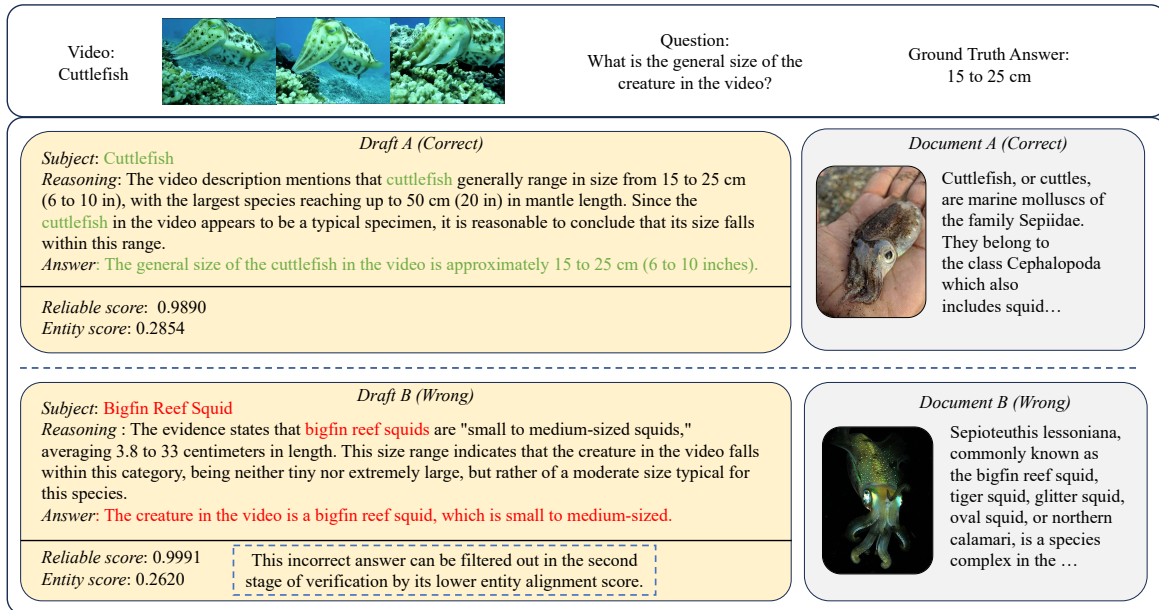 Video:
Cuttlefish
Question:
What is the general size of the
creature in the video?
Ground Truth Answer:
15 to 25 cm
Draft A (Correct)
Subject: Cuttlefish
Reasoning: The video description mentions that cuttlefish generally range in size from 15 to 25 cm
(6 to 10 in), with the largest species reaching up to 50 cm (20 in) in mantle length. Since the
cuttlefish in the video appears to be a typical specimen, it is reasonable to conclude that its size falls
within this range.
Answer: The general size of the cuttlefish in the video is approximately 15 to 25 cm (6 to 10 inches).
Reliable score: 0.9890
Entity score: 0.2854
Document A (Correct)
Cuttlefish, or cuttles,
are marine molluscs of
the family Sepiidae.
They belong to
the class Cephalopoda
which also
includes squid…
Draft B (Wrong)
Subject: Bigfin Reef Squid
Reasoning : The evidence states that bigfin reef squids are "small to medium-sized squids,"
averaging 3.8 to 33 centimeters in length. This size range indicates that the creature in the video falls
within this category, being neither tiny nor extremely large, but rather of a moderate size typical for
this species.
Answer: The creature in the video is a bigfin reef squid, which is small to medium-sized.
Reliable score: 0.9991
Entity score: 0.2620
This incorrect answer can be filtered out in the second
stage of verification by its lower entity alignment score.
Document B (Wrong)
Sepioteuthis lessoniana,
commonly known as
the bigfin reef squid,
tiger squid, glitter squid,
oval squid, or northern
calamari, is a species
complex in the …